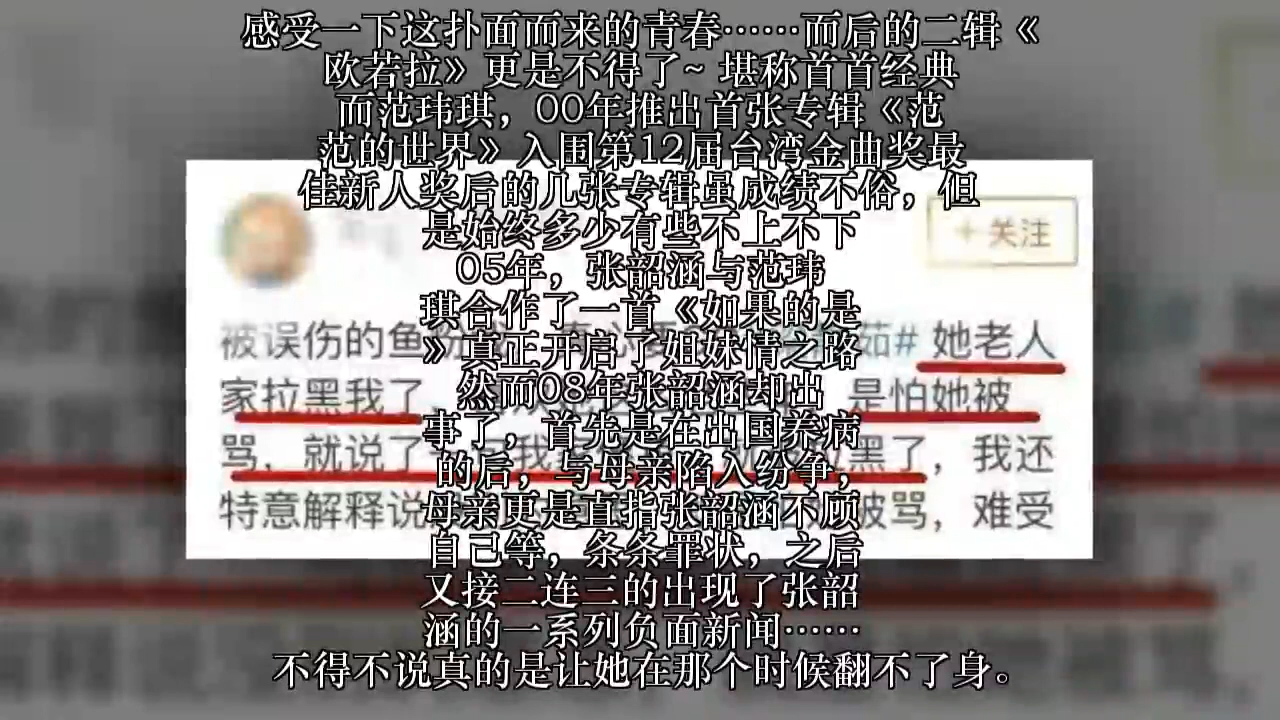 感受一下这扑面而来的青春……而后的二辑《
欧若拉》更是不得了~ 堪称首首经典
而范玮琪，00年推出首张专辑《范
范的世界》入围第12届台湾金曲奖最
佳新人奖后的几张专辑虽成绩不俗，但
是始终多少有些不上不下
05年，张韶涵与范玮
琪合作了一首《如果的是
》真正开启了姐妹情之路
然而08年张韶涵却出
事了，首先是在出国养病
的后，与母亲陷入纷争，
母亲更是直指张韶涵不顾
自己等，条条罪状，之后
又接二连三的出现了张韶
涵的一系列负面新闻……
不得不说真的是让她在那个时候翻不了身。
+关注
被误伤的鱼 茹# 她老人
家拉黑我了 是怕她被
骂，就说了 黑了，我还
特意解释说 被骂，难受